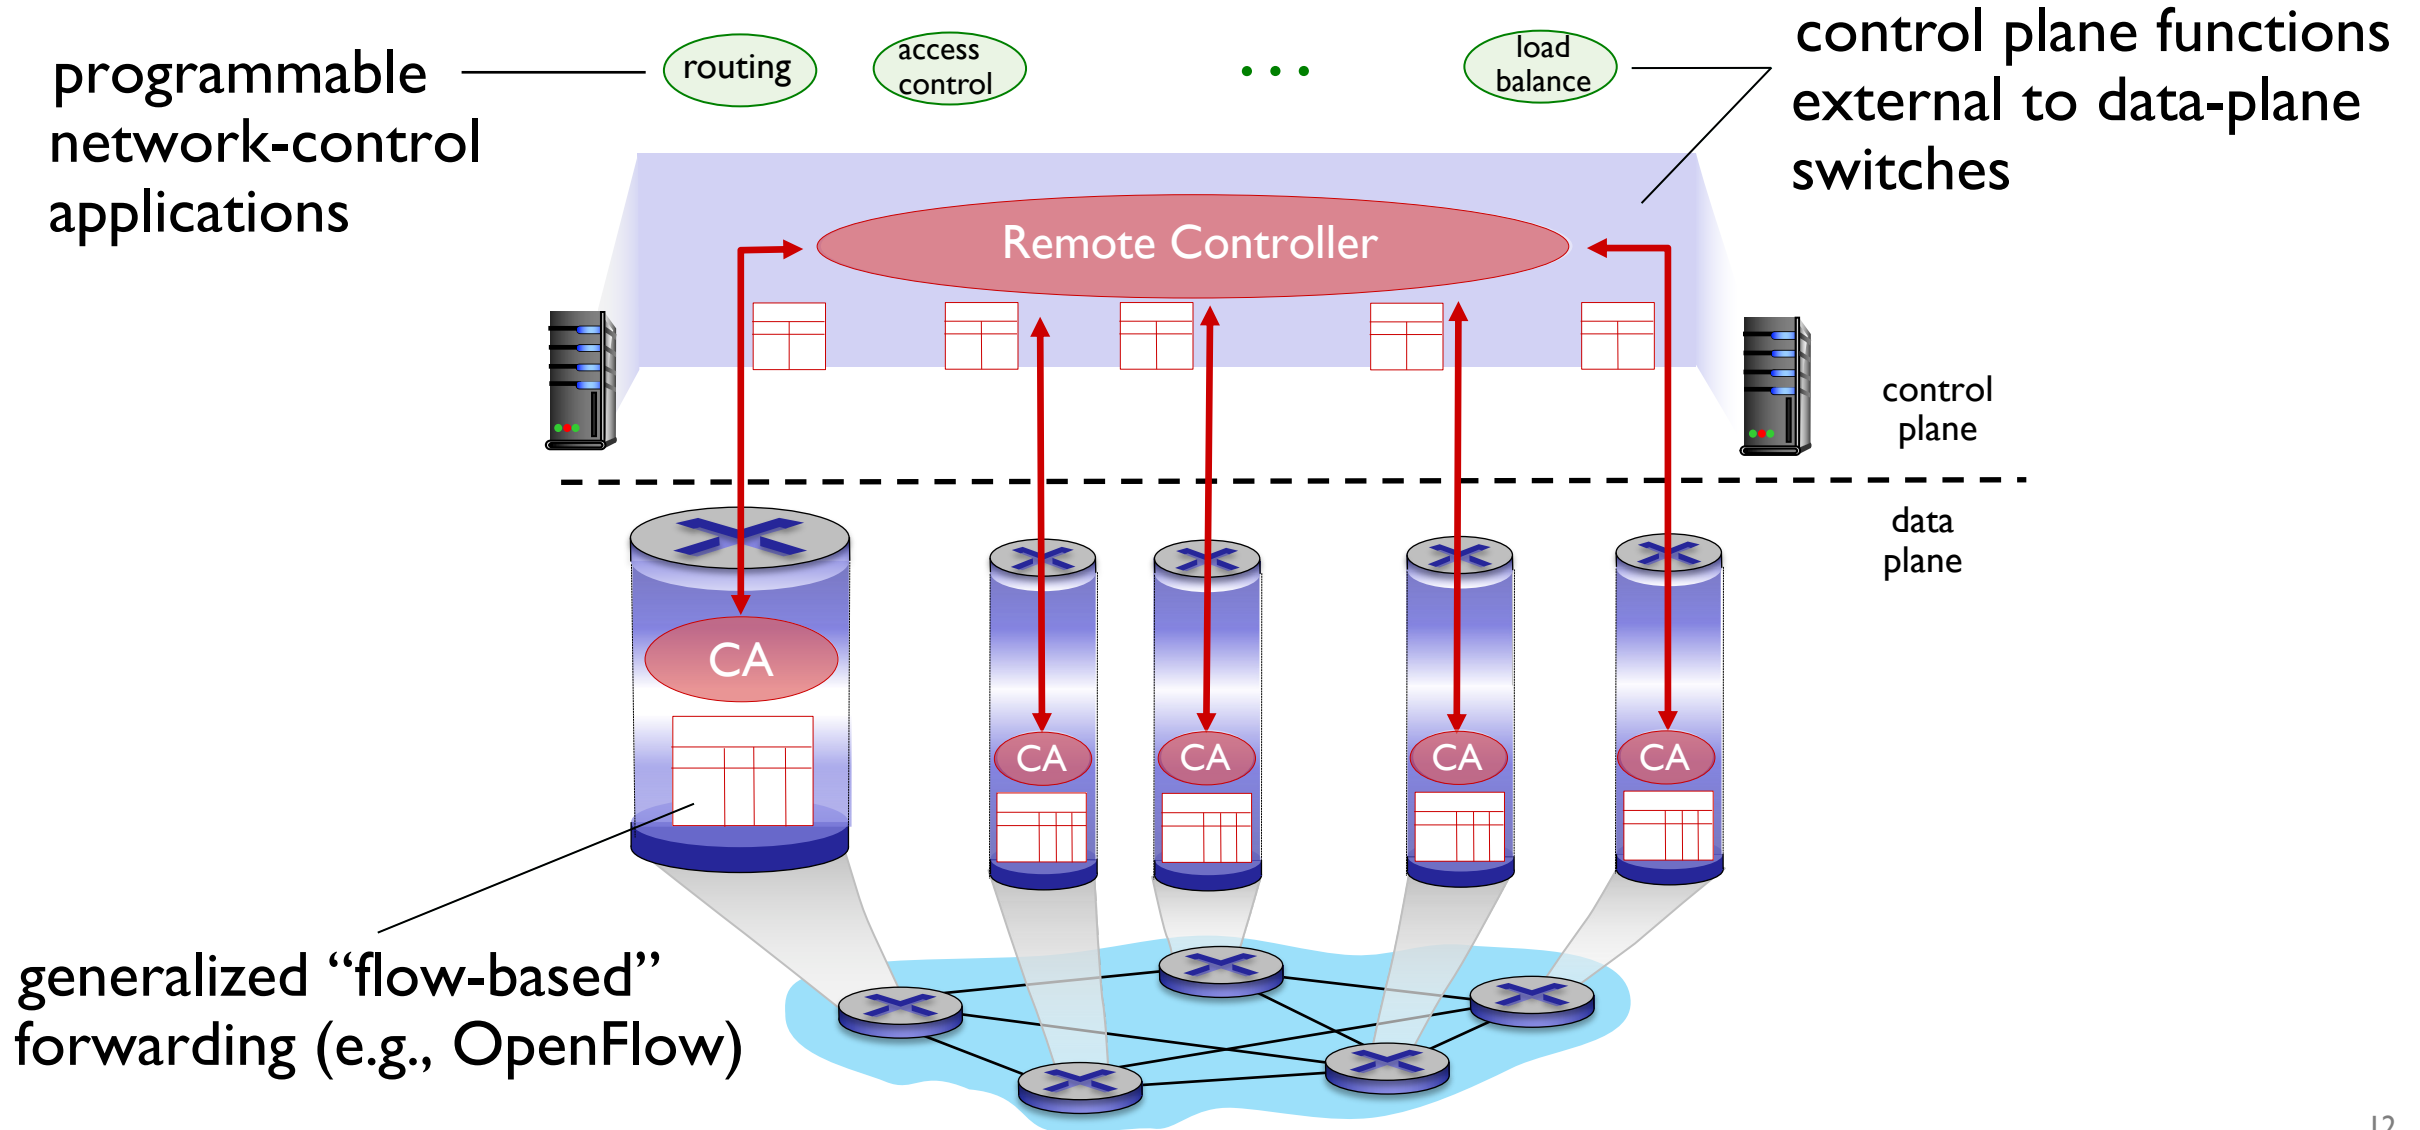 programmable
network-control
applications
routing
access
control
. . .
load
balance
control plane functions
external to data-plane
switches
Remote Controller
control
plane
data
plane
CA
CA
CA
CA
CA
generalized “flow-based”
forwarding (e.g., OpenFlow)
12